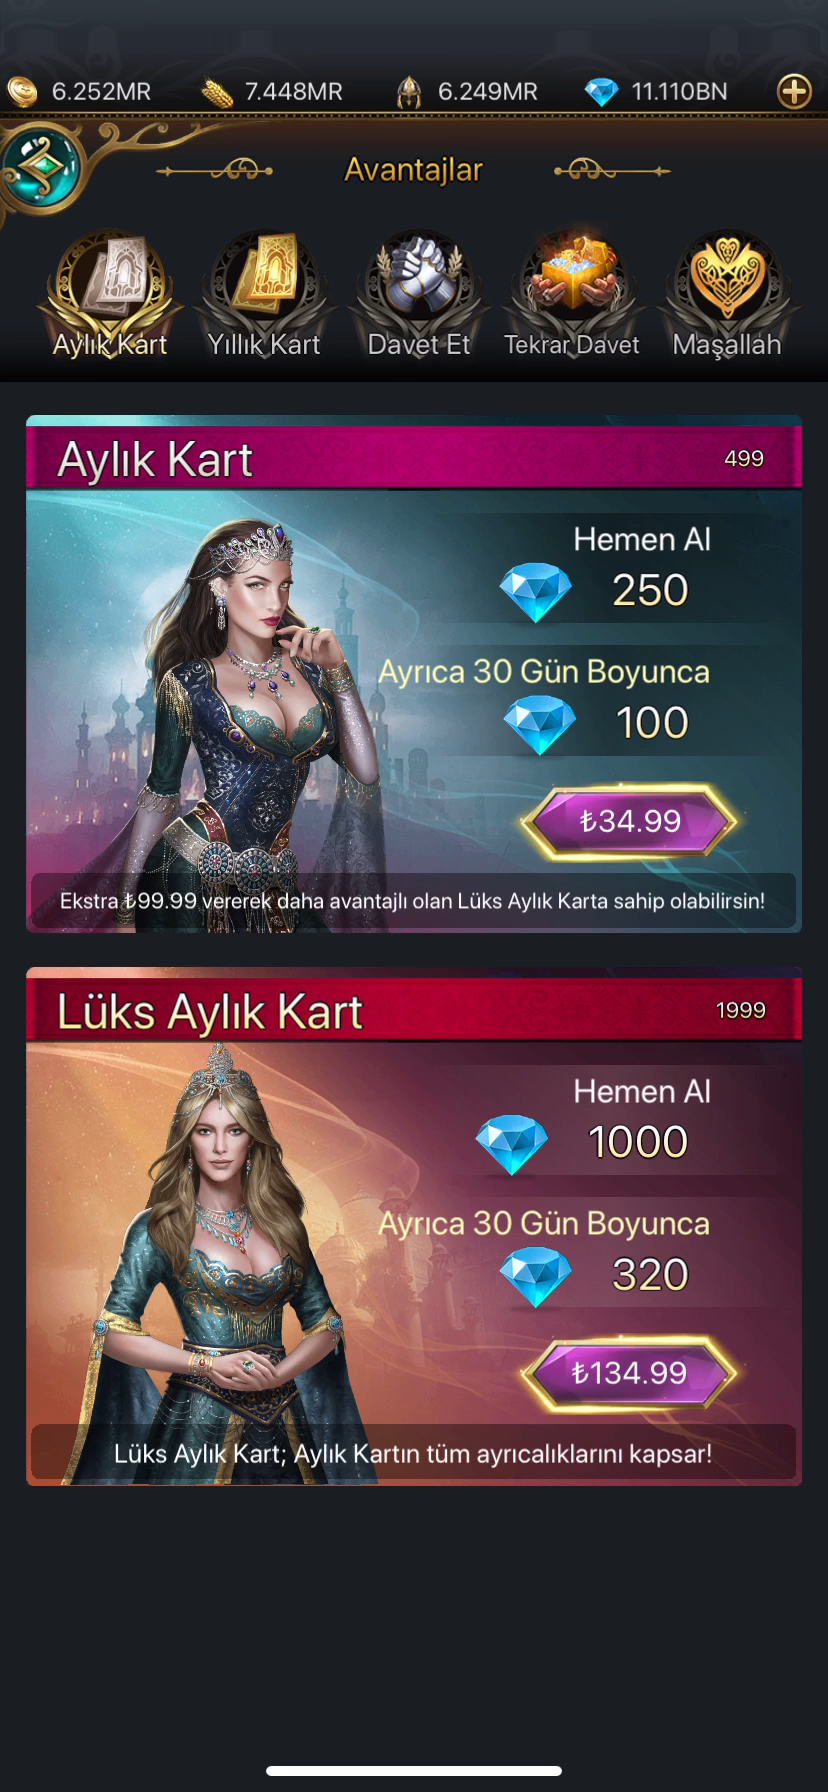 6.252MR 7.448MR 6.249MR 11.110BN
Avantajlar
Aylık Kart Yıllık Kart Davet Et Tekrar Davet Maşallah
Aylık Kart 499
Hemen Al
250
Ayrıca 30 Gün Boyunca
100
₺34.99
Ekstra ₺99.99 vererek daha avantajlı olan Lüks Aylık Karta sahip olabilirsin!
Lüks Aylık Kart 1999
Hemen Al
1000
Ayrıca 30 Gün Boyunca
320
₺134.99
Lüks Aylık Kart; Aylık Kartın tüm ayrıcalıklarını kapsar!